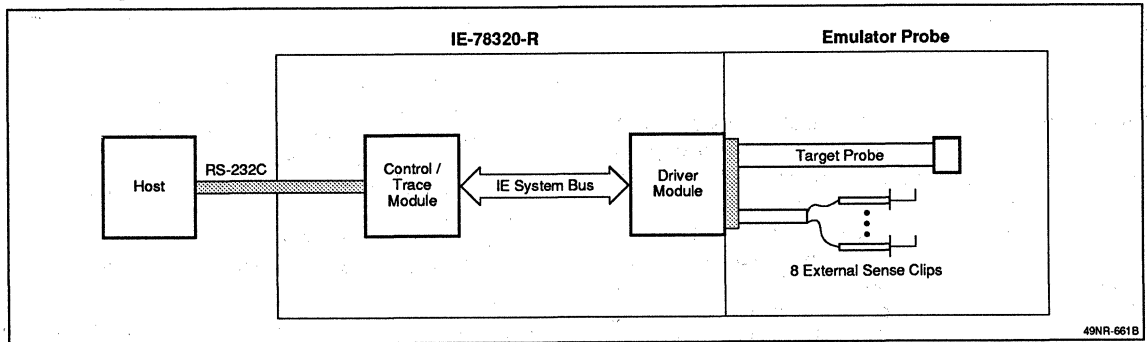 IE-78320-R
Emulator Probe
Host
RS-232C
Control /
Trace
Module
IE System Bus
Driver
Module
Target Probe
8 External Sense Clips
49NR-661B